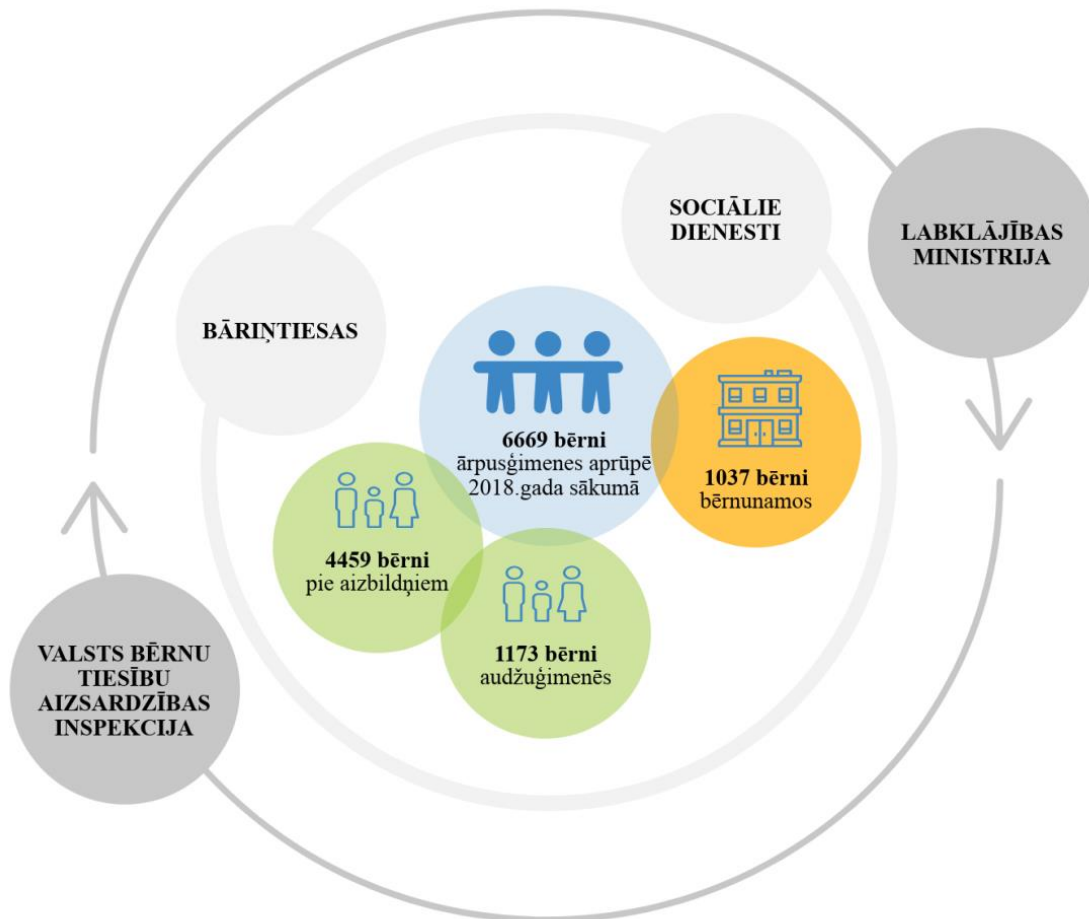 SOCIĀLIE
DIENESTI
LABKLĀJĪBAS
MINISTRIJA
BĀRIŅTIESAS
6669 bērni
ārpusģimenes aprūpē
2018.gada sākumā
1037 bērni
bērnunamos
4459 bērni
pie aizbildņiem
1173 bērni
audžuģimenēs
VALSTS BĒRNU
TIESĪBU
AIZSARDZĪBAS
INSPEKCIJA